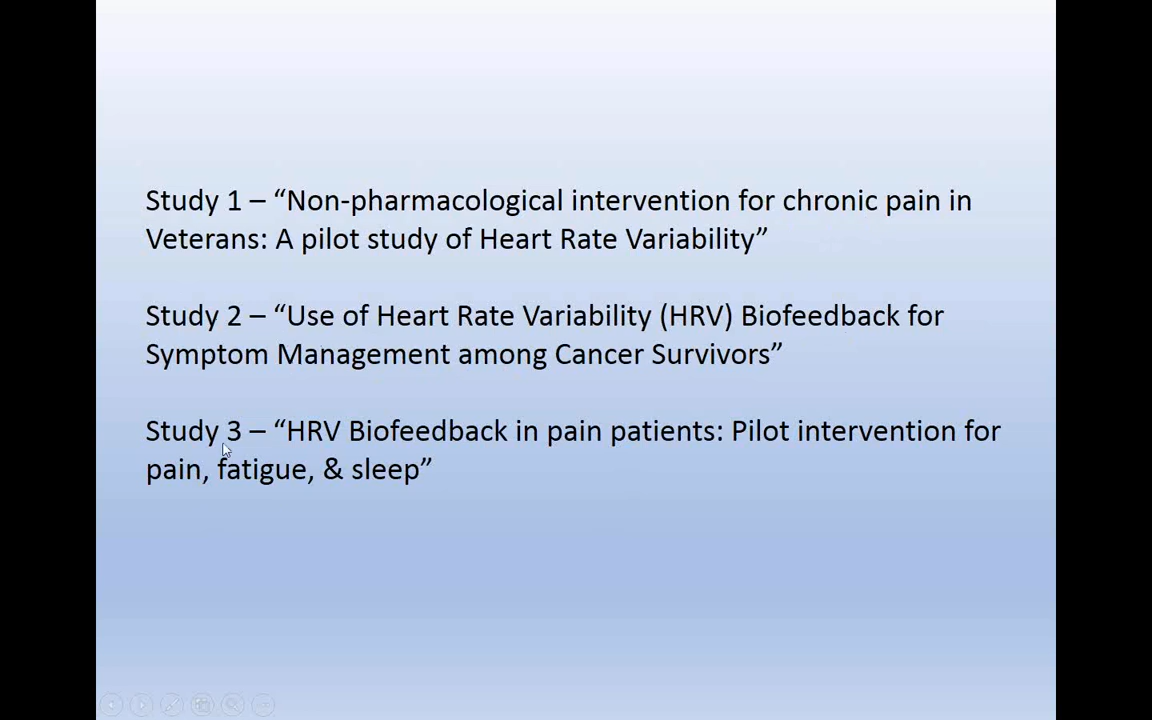 Study 1 – “Non-pharmacological intervention for chronic pain in
Veterans: A pilot study of Heart Rate Variability”
Study 2 – “Use of Heart Rate Variability (HRV) Biofeedback for
Symptom Management among Cancer Survivors”
Study 3 – “HRV Biofeedback in pain patients: Pilot intervention for
pain, fatigue, & sleep”